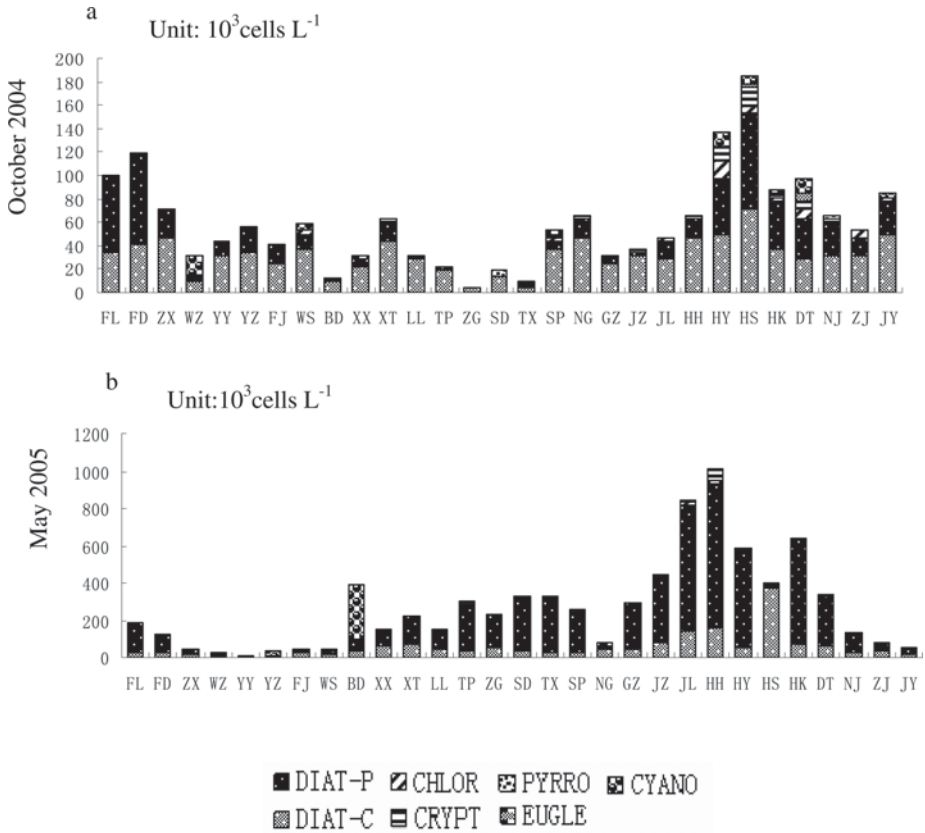 a
Unit: 10³cells L⁻¹
October 2004
200
180
160
140
120
100
80
60
40
20
0
FL FD ZX WZ YY YZ FJ WS BD XX XT LL TP ZG SD TX SP NG GZ JZ JL HH HY HS HK DT NJ ZJ JY
b
Unit:10³cells L⁻¹
May 2005
1200
1000
800
600
400
200
0
FL FD ZX WZ YY YZ FJ WS BD XX XT LL TP ZG SD TX SP NG GZ JZ JL HH HY HS HK DT NJ ZJ JY
DIAT-P CHLOR PYRRO CYANO
DIAT-C CRYPT EUGLE